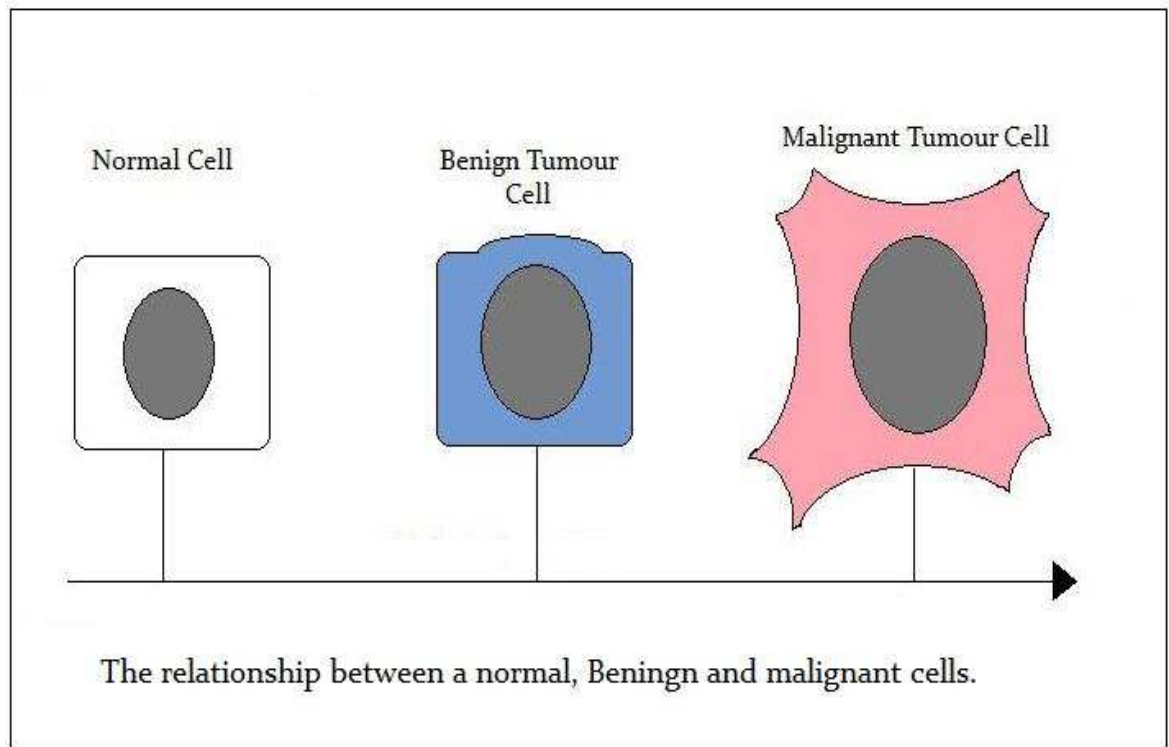 Normal Cell
Benign Tumour
Cell
Malignant Tumour Cell
The relationship between a normal, Beningn and malignant cells.